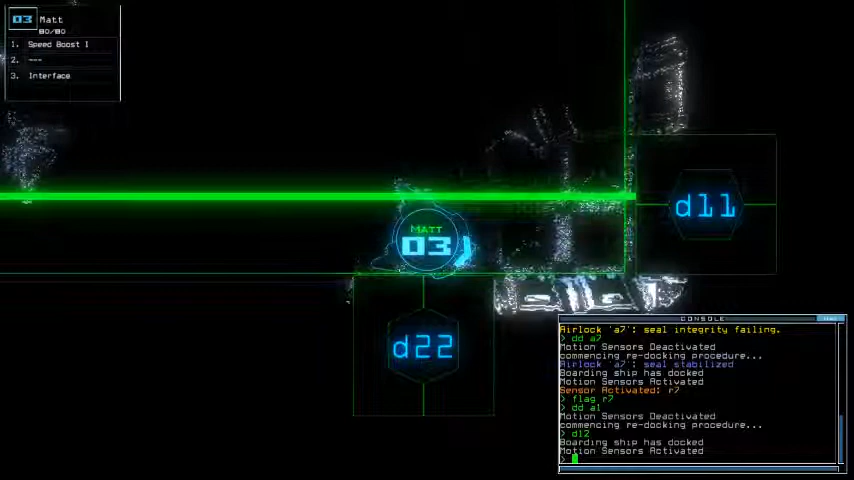 03 Matt
80/80
1. Speed Boost 1
2. ---
3. Interface
d11
MATT
03
d22
CONSOLE
Airlock 'a7': seal integrity failing.
> dd a7
Motion Sensors Deactivated
commencing re-docking procedure...
Airlock 'a7': seal stabilized
Boarding ship has docked
Motion Sensors Activated
Sensor Activated: r7
> flag r7
> dd a1
Motion Sensors Deactivated
commencing re-docking procedure...
> d12
Boarding ship has docked
Motion Sensors Activated
>